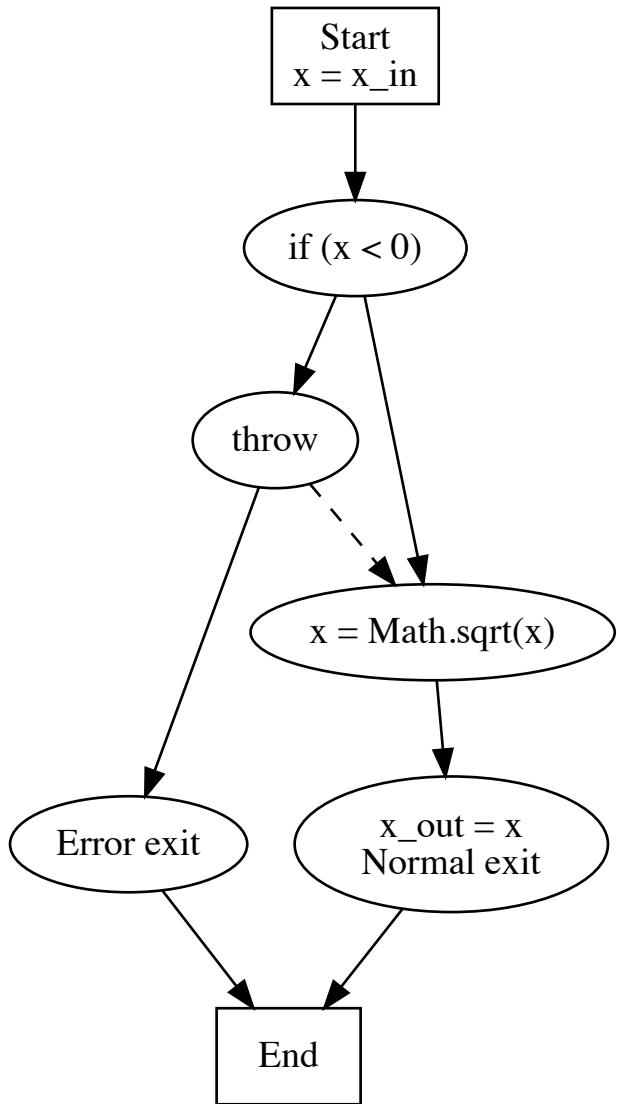 Start
x = x_in
if (x < 0)
throw
x = Math.sqrt(x)
Error exit
x_out = x
Normal exit
End